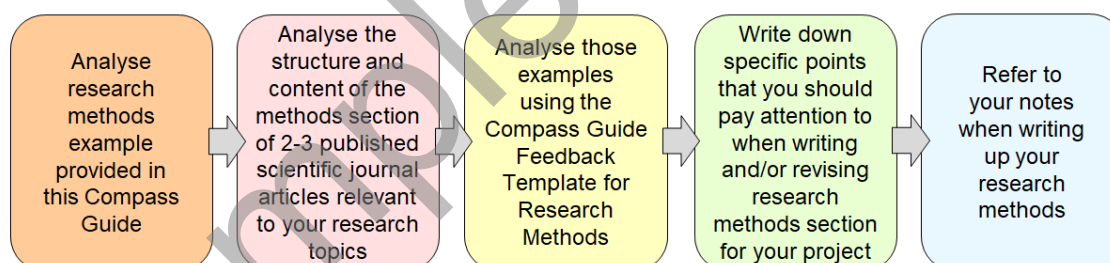 Analyse
research
methods
example
provided in
this Compass
Guide
Analyse the
structure and
content of the
methods section
of 2-3 published
scientific journal
articles relevant
to your research
topics
Analyse those
examples
using the
Compass Guide
Feedback
Template for
Research
Methods
Write down
specific points
that you should
pay attention to
when writing
and/or revising
research
methods section
for your project
Refer to
your notes
when writing
up your
research
methods